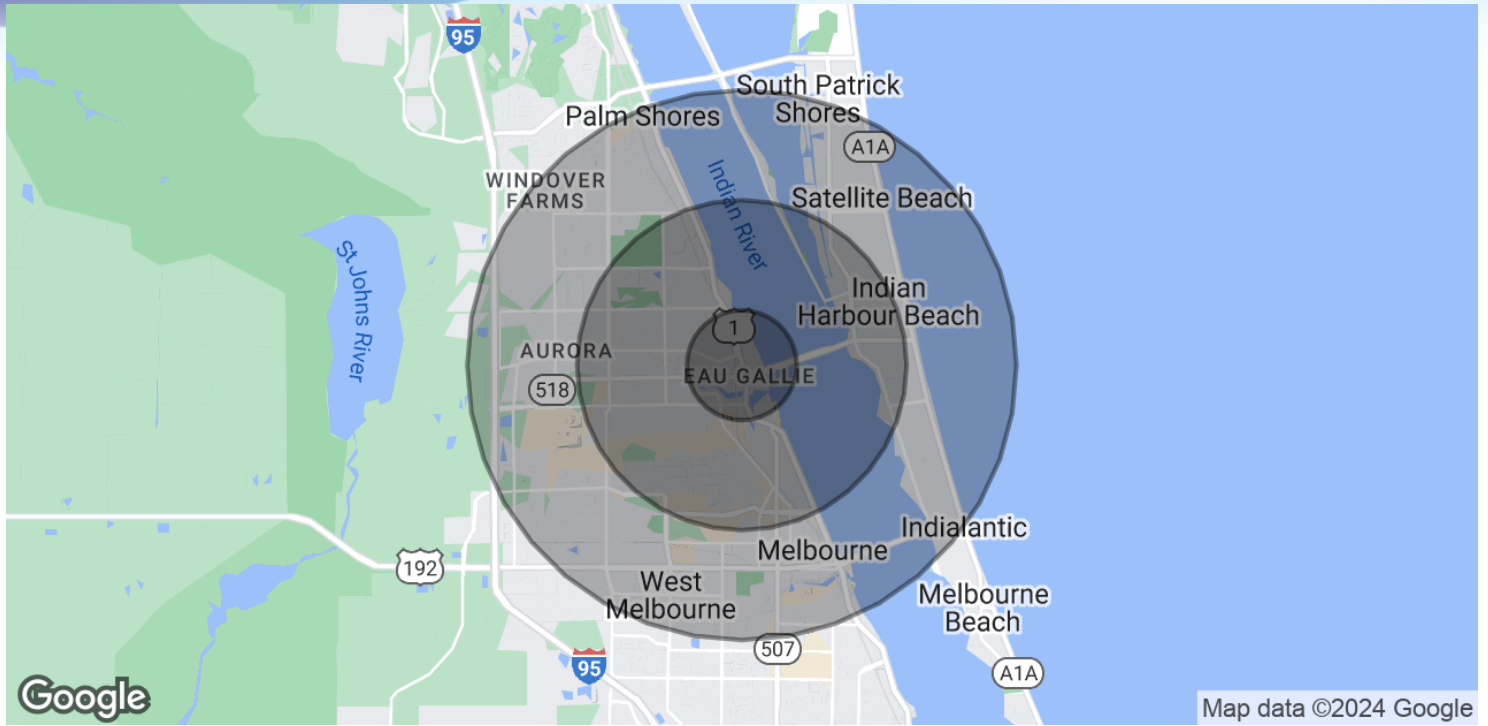 95
South Patrick
Shores
Palm Shores
A1A
WINDOVER
FARMS
Indian River
Satellite Beach
St Johns River
Indian
Harbour Beach
1
AURORA
EAU GALLIE
518
Indialantic
Melbourne
192
West
Melbourne
Melbourne
Beach
507
95
A1A
Google
Map data ©2024 Google